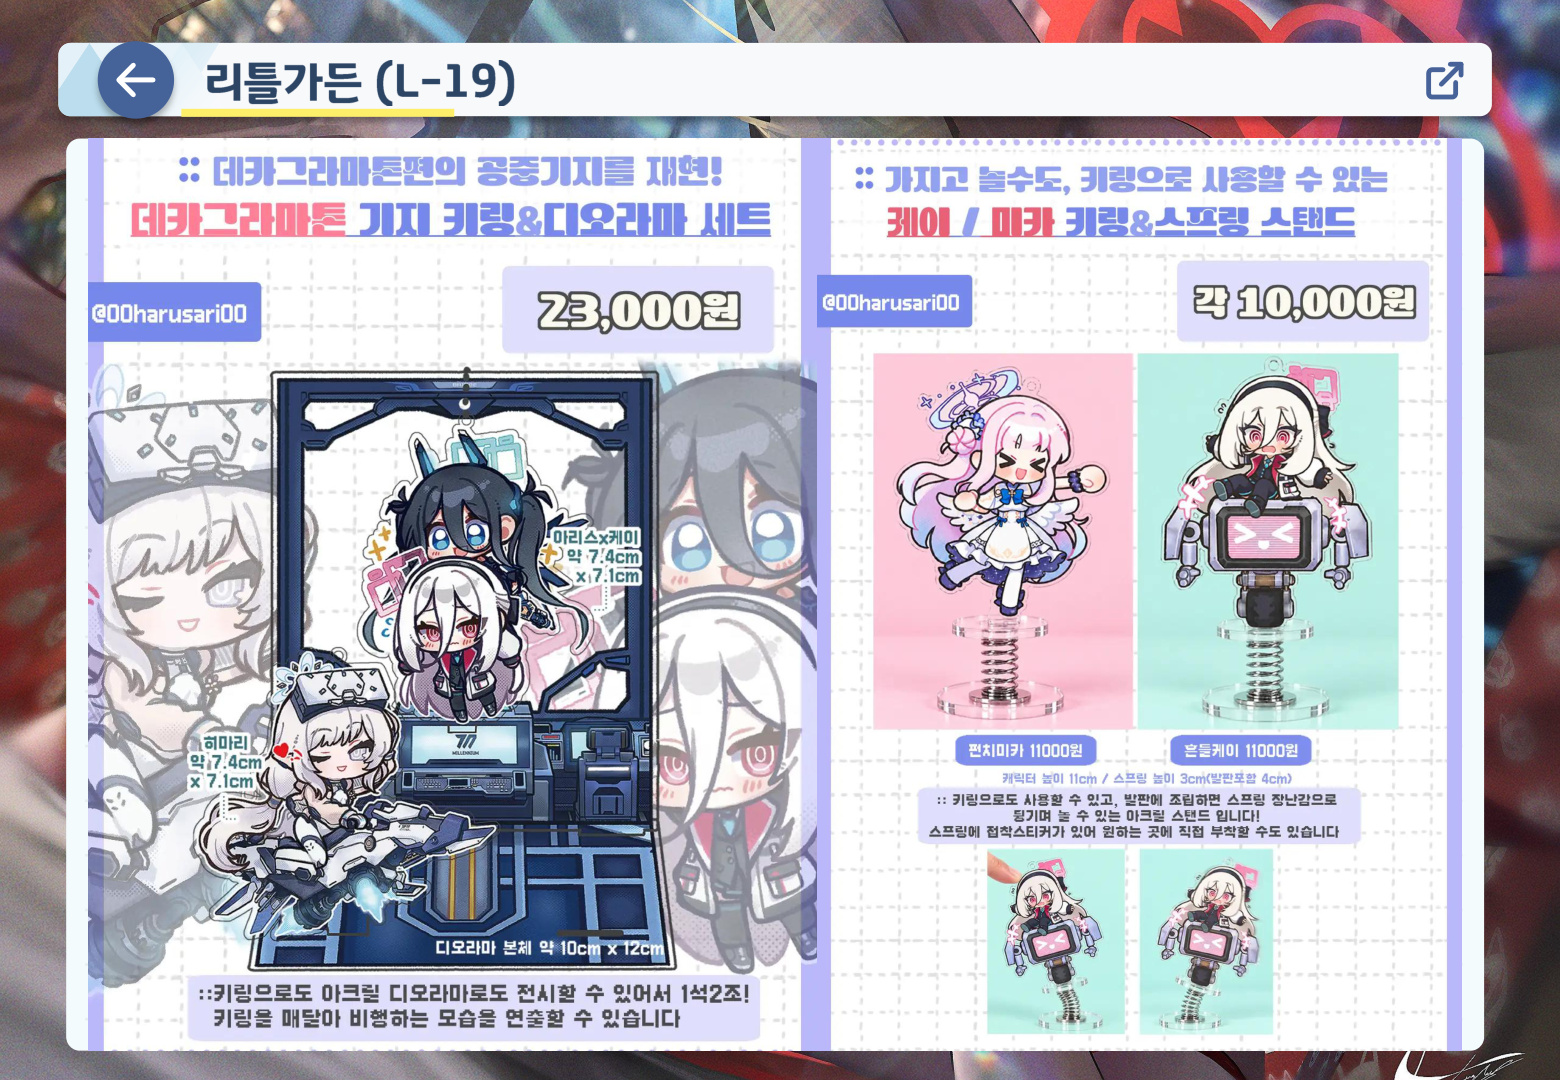 리틀가든 (L-19)
:: 데카그라마톤편의 공중기지를 재현!
데카그라마톤 기지 키링&디오라마 세트
@00harusari00
23,000원
아리스x케이
약 7.4cm
x 7.1cm
히마리
약 7.4cm
x 7.1cm
MILLENNIUM
디오라마 본체 약 10cm x 12cm
::키링으로도 아크릴 디오라마로도 전시할 수 있어서 1석2조!
키링을 매달아 비행하는 모습을 연출할 수 있습니다
:: 가지고 놀수도, 키링으로 사용할 수 있는
케이 / 미카 키링&스프링 스탠드
@00harusari00
각 10,000원
펀치미카 11000원
흔들케이 11000원
캐릭터 높이 11cm / 스프링 높이 3cm(발판포함 4cm)
:: 키링으로도 사용할 수 있고, 발판에 조립하면 스프링 장난감으로
튕기며 놀 수 있는 아크릴 스탠드 입니다!
스프링에 접착스티커가 있어 원하는 곳에 직접 부착할 수도 있습니다